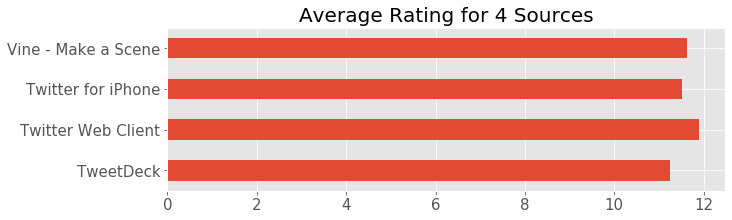 Average Rating for 4 Sources
Vine - Make a Scene
Twitter for iPhone
Twitter Web Client
TweetDeck
0 2 4 6 8 10 12